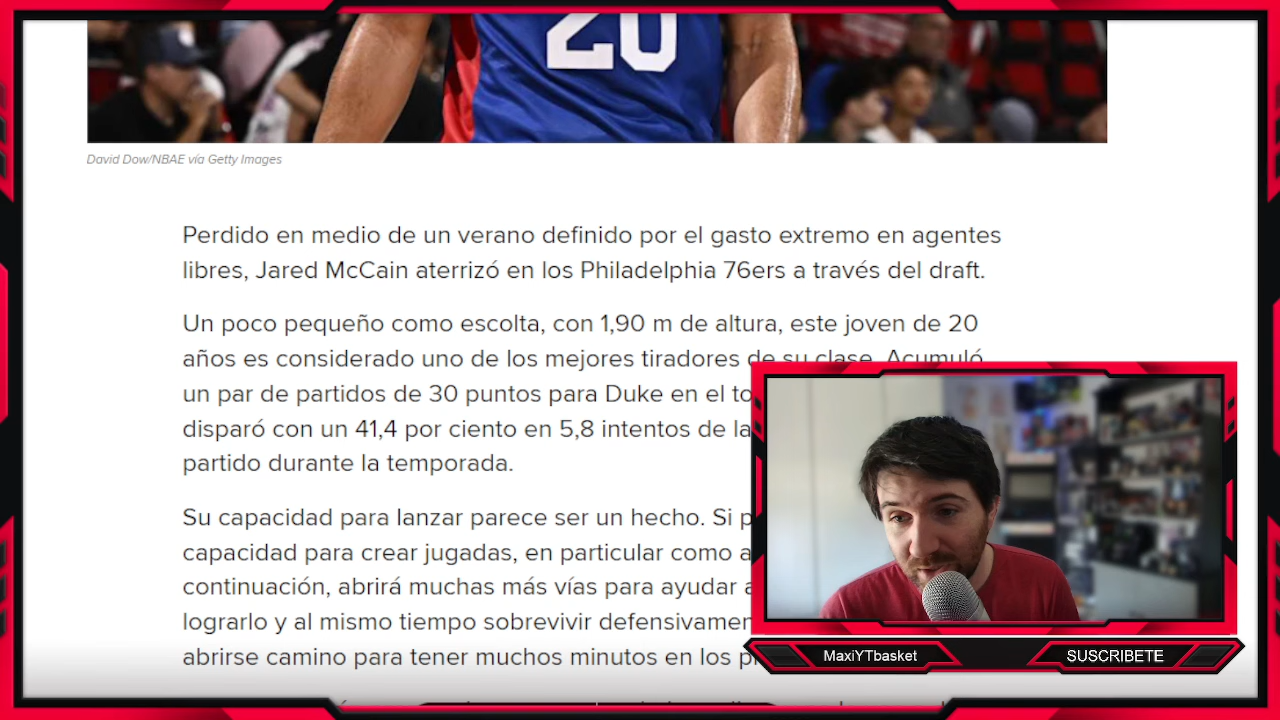 20
David Dow/NBAE vía Getty Images
Perdido en medio de un verano definido por el gasto extremo en agentes
libres, Jared McCain aterrizó en los Philadelphia 76ers a través del draft.
Un poco pequeño como escolta, con 1,90 m de altura, este joven de 20
años es considerado uno de los mejores tiradores de su clase. Acumuló
un par de partidos de 30 puntos para Duke en el
disparó con un 41,4 por ciento en 5,8 intentos de
partido durante la temporada.
Su capacidad para lanzar parece ser un hecho. Si
capacidad para crear jugadas, en particular como
continuación, abrirá muchas más vías para ayudar
lograrlo y al mismo tiempo sobrevivir
abrirse camino para tener muchos minutos en los
MaxiYTbasket
SUSCRIBETE